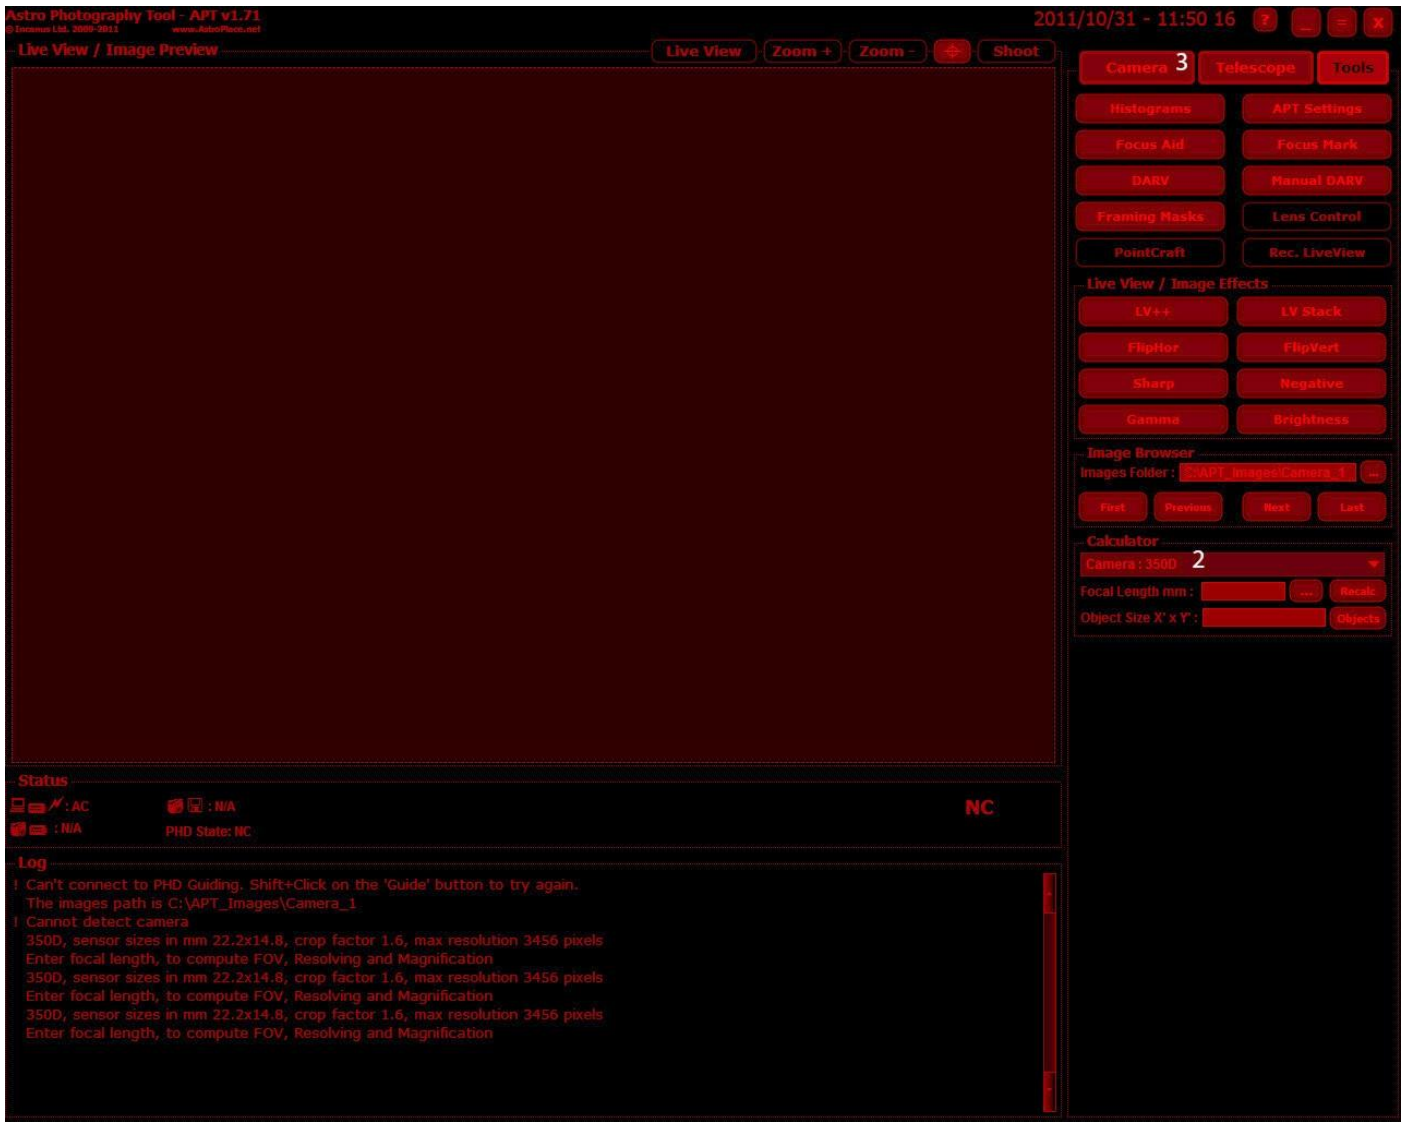 Astro Photography Tool - APT v1.71
© Incanus Ltd. 2009-2011 www.AstroPlace.net
2011/10/31 - 11:50 16 ? _ = X
Live View / Image Preview
Live View Zoom + Zoom - Shoot
Camera 3 Telescope Tools
Histograms APT Settings
Focus Aid Focus Mark
DARV Manual DARV
Framing Masks Lens Control
PointCraft Rec. LiveView
Live View / Image Effects
LV++ LV Stack
FlipHor FlipVert
Sharp Negative
Gamma Brightness
Image Browser
Images Folder : C:\APT_Images\Camera_1 ...
First Previous Next Last
Calculator
Camera : 350D 2
Focal Length mm : ... Recalc
Object Size X' x Y' : Objects
Status
: AC : N/A NC
: N/A PHD State: NC
Log
! Can't connect to PHD Guiding. Shift+Click on the 'Guide' button to try again.
The images path is C:\APT_Images\Camera_1
! Cannot detect camera
350D, sensor sizes in mm 22.2x14.8, crop factor 1.6, max resolution 3456 pixels
Enter focal length, to compute FOV, Resolving and Magnification
350D, sensor sizes in mm 22.2x14.8, crop factor 1.6, max resolution 3456 pixels
Enter focal length, to compute FOV, Resolving and Magnification
350D, sensor sizes in mm 22.2x14.8, crop factor 1.6, max resolution 3456 pixels
Enter focal length, to compute FOV, Resolving and Magnification